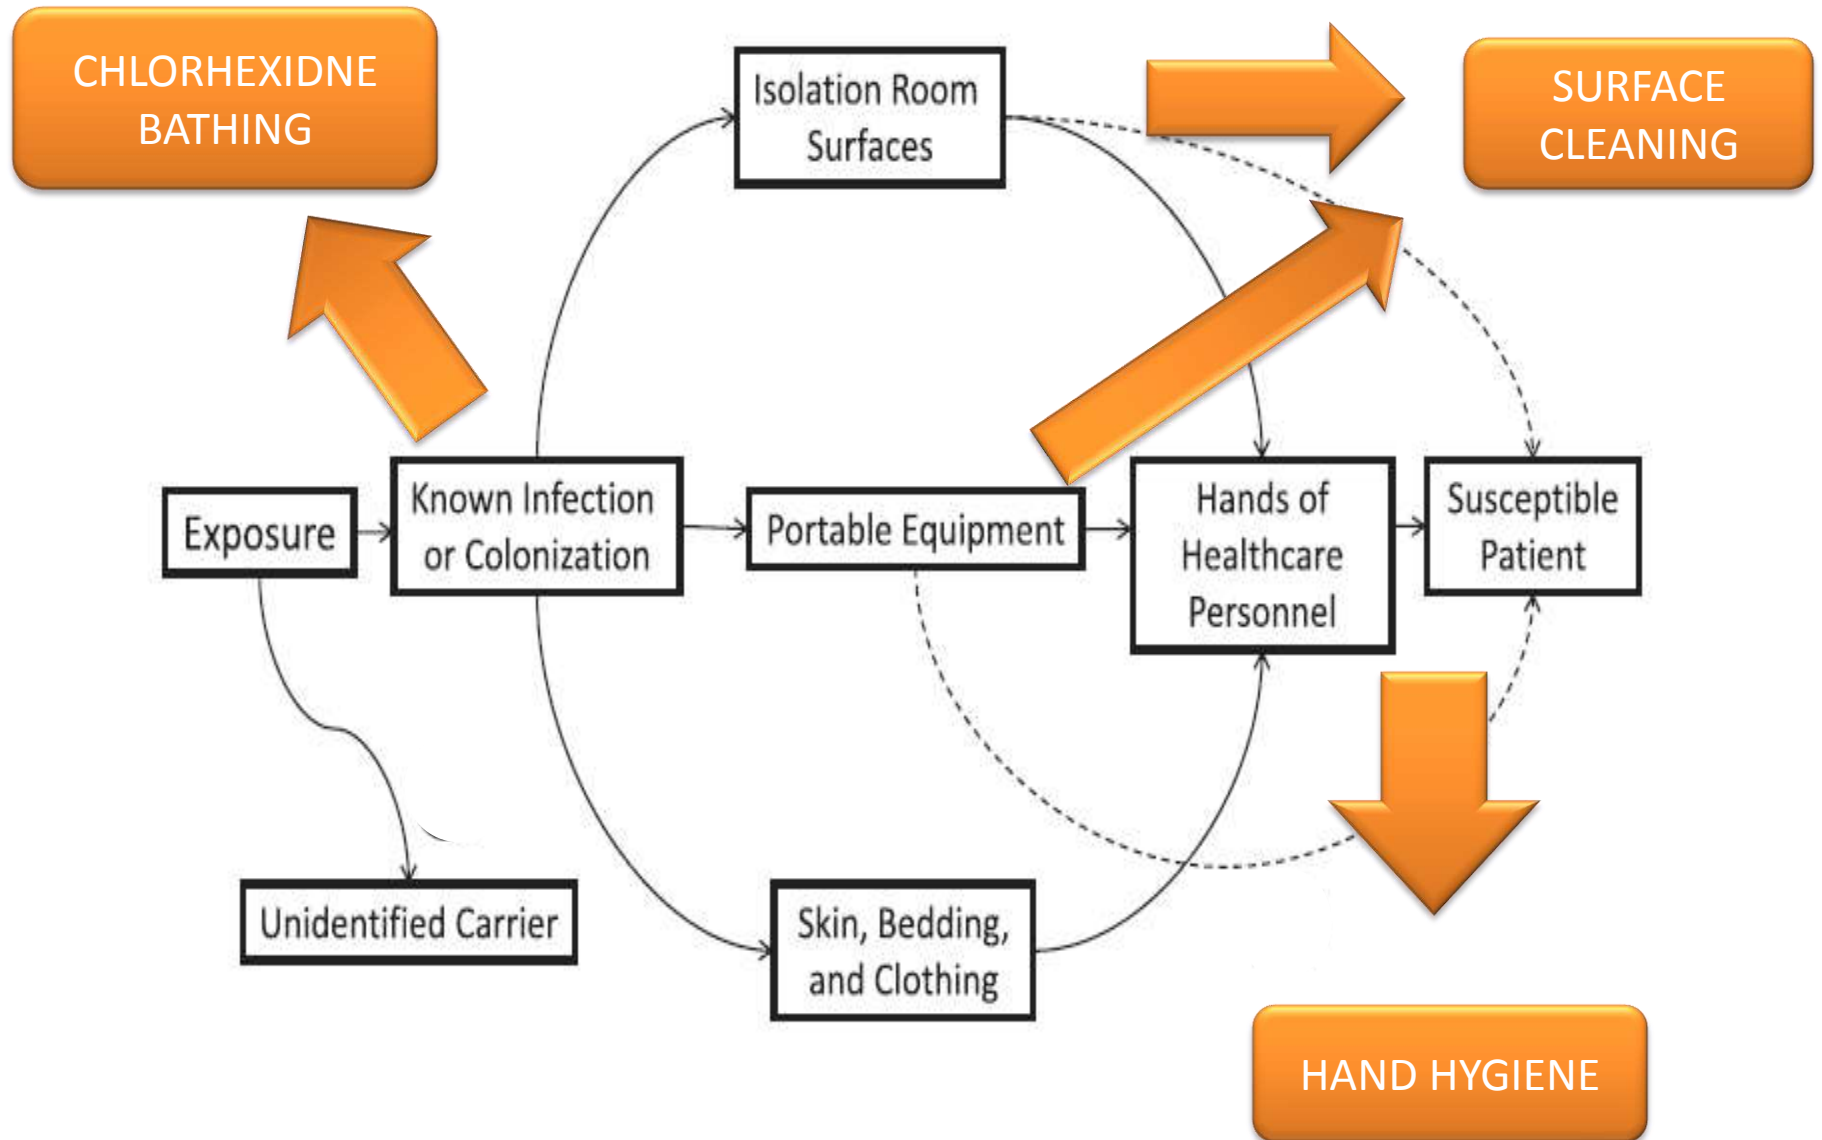 CHLORHEXIDNE
BATHING
Isolation Room
Surfaces
SURFACE
CLEANING
Exposure
Known Infection
or Colonization
Portable Equipment
Hands of
Healthcare
Personnel
Susceptible
Patient
Unidentified Carrier
Skin, Bedding,
and Clothing
HAND HYGIENE